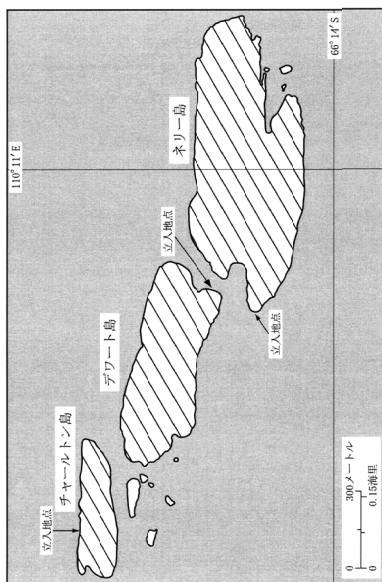 110°11′E
66°14′S
ネリー島
立入地点
立入地点
デワート島
チャールトン島
立入地点
0 300メートル
0 0.15海里